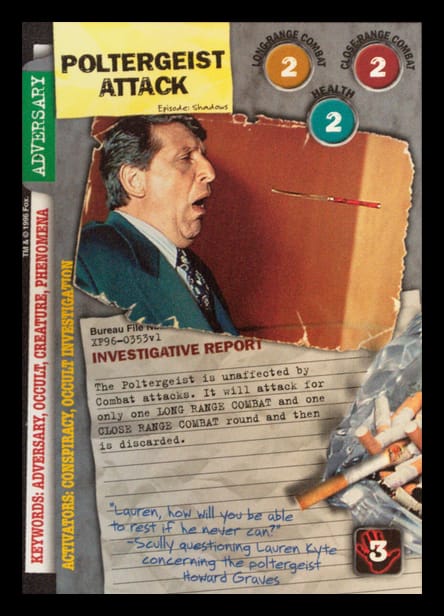 POLTERGEIST
ATTACK
Episode: Shadows
LONG-RANGE COMBAT
2
CLOSE-RANGE COMBAT
2
HEALTH
2
ADVERSARY
TM & © 1996 Fox.
KEYWORDS: ADVERSARY, OCCULT, CREATURE, PHENOMENA
ACTIVATORS: CONSPIRACY, OCCULT INVESTIGATION
Bureau File
XF96-0353v1
INVESTIGATIVE REPORT
The Poltergeist is unaffected by
Combat attacks. It will attack for
only one LONG RANGE COMBAT and one
CLOSE RANGE COMBAT round and then
is discarded.
"Lauren, how will you be able
to rest if he never can?"
-Scully questioning Lauren Kyte
concerning the poltergeist
Howard Graves
3